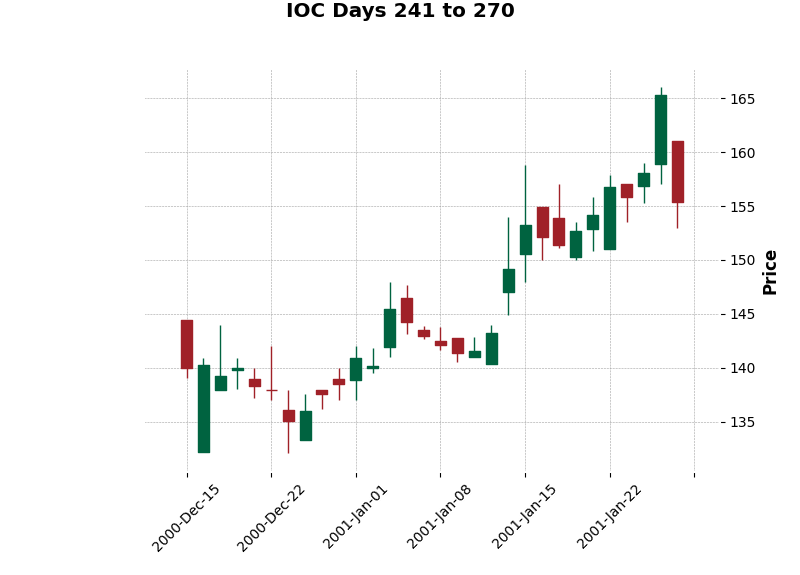 IOC Days 241 to 270
165
160
155
150
145
140
135
Price
2000-Dec-15
2000-Dec-22
2001-Jan-01
2001-Jan-08
2001-Jan-15
2001-Jan-22